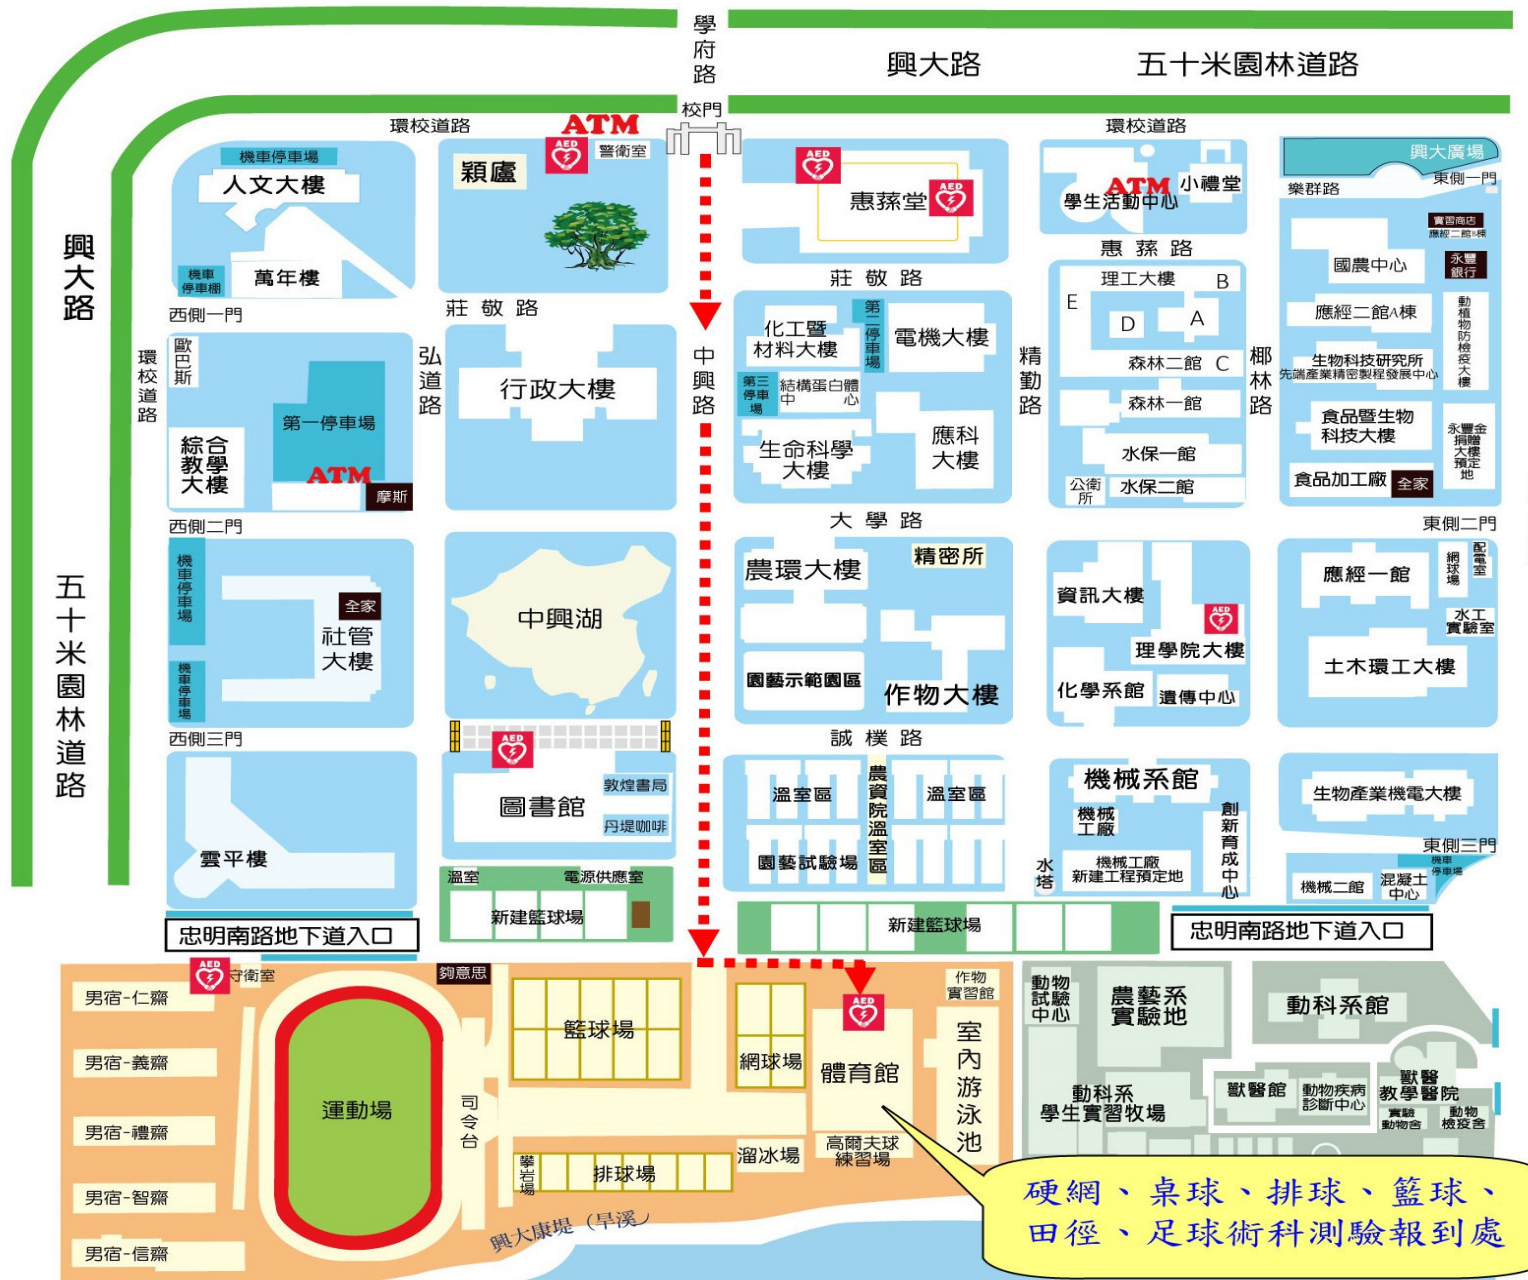 學府路
興大路
五十米園林道路
校門
環校道路
ATM
AED
警衛室
穎廬
機車停車場
人文大樓
萬年樓
機車
停車棚
西側一門
興大路
五十米園林道路
環校道路
AED
惠蓀堂
AED
環校道路
ATM
學生活動中心
小禮堂
興大廣場
樂群路
東側一門
惠蓀路
莊敬路
莊敬路
實習商店
應經二館B棟
國農中心
永豐
銀行
應經二館A棟
動植物防檢疫大樓
生物科技研究所
先端產業精密製程發展中心
食品暨生物
科技大樓
永豐金
捐贈
大樓
預定
地
食品加工廠
全家
理工大樓
A
B
C
D
E
森林二館
森林一館
水保一館
水保二館
公衛
所
椰林路
精勤路
化工暨
材料大樓
第二停車場
電機大樓
第三
停車
場
結構蛋白體
中心
生命科學
大樓
應科
大樓
中興路
行政大樓
弘道路
歐巴斯
第一停車場
綜合
教學
大樓
ATM
摩斯
西側二門
大學路
東側二門
機車停車場
機車停車場
全家
社管
大樓
中興湖
農環大樓
精密所
園藝示範園區
作物大樓
資訊大樓
AED
理學院大樓
化學系館
遺傳中心
應經一館
網球場
配電室
水工
實驗室
土木環工大樓
西側三門
誠樸路
AED
圖書館
敦煌書局
丹堤咖啡
雲平樓
溫室區
農資院溫室區
溫室區
園藝試驗場
機械系館
機械
工廠
創新育成中心
機械工廠
新建工程預定地
水塔
生物產業機電大樓
東側三門
機車
停車場
機械二館
混凝土
中心
溫室
電源供應室
新建籃球場
新建籃球場
忠明南路地下道入口
忠明南路地下道入口
AED
守衛室
夠意思
男宿-仁齋
男宿-義齋
男宿-禮齋
男宿-智齋
男宿-信齋
運動場
司令台
籃球場
網球場
AED
體育館
作物
實習館
室內游泳池
攀岩場
排球場
溜冰場
高爾夫球
練習場
興大康堤（旱溪）
動物
試驗
中心
農藝系
實驗地
動科系館
動科系
學生實習牧場
獸醫館
動物疾病
診斷中心
獸醫
教學醫院
實驗
動物舍
動物
檢疫舍
硬網、桌球、排球、籃球、
田徑、足球術科測驗報到處